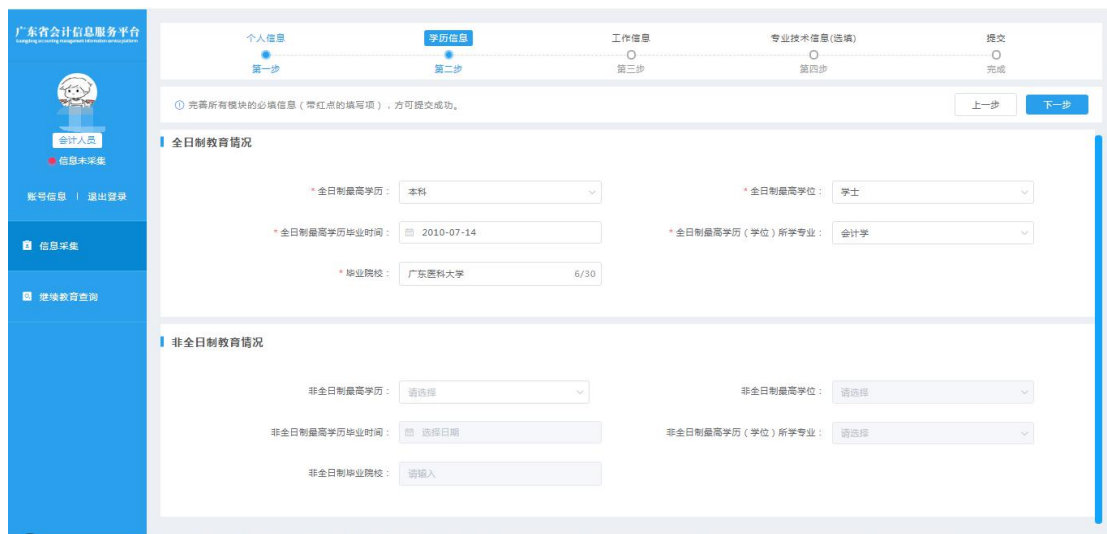 广东省会计信息服务平台
个人信息 学历信息 工作信息 专业技术信息(选填) 提交
第一步 第二步 第三步 第四步 完成
完善所有模块的必填信息（带红点的填写项），方可提交成功。 上一步 下一步
会计人员
信息未采集
账号信息 | 退出登录
信息采集
继续教育查询
全日制教育情况
* 全日制最高学历： 本科 * 全日制最高学位： 学士
* 全日制最高学历毕业时间： 2010-07-14 * 全日制最高学历（学位）所学专业： 会计学
* 毕业院校： 广东医科大学 6/30
非全日制教育情况
非全日制最高学历： 请选择 非全日制最高学位： 请选择
非全日制最高学历毕业时间： 选择日期 非全日制最高学历（学位）所学专业： 请选择
非全日制毕业院校： 请输入